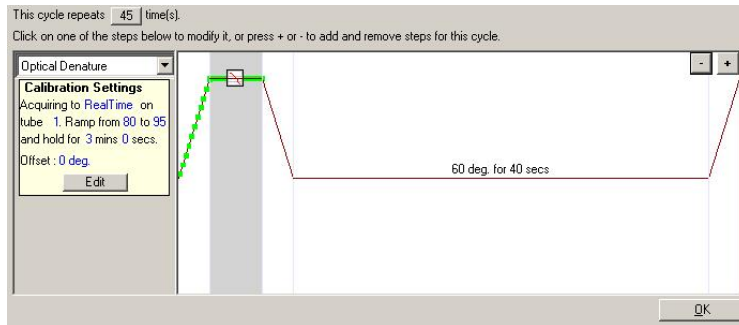 This cycle repeats 45 time(s).
Click on one of the steps below to modify it, or press + or - to add and remove steps for this cycle.
Optical Denature
- +
Calibration Settings
Acquiring to RealTime on
tube 1. Ramp from 80 to 95
and hold for 3 mins 0 secs.
Offset : 0 deg.
Edit
60 deg. for 40 secs
OK